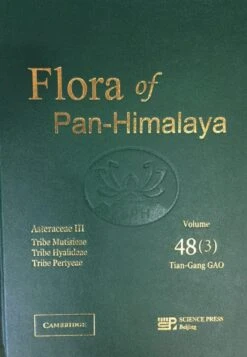 Flora of
Pan-Himalaya
Asteraceae III
Tribe Mutisieae
Tribe Hyalideae
Tribe Pertyeae
Volume
48(3)
Tian-Gang GAO
CAMBRIDGE
SCIENCE PRESS
Beijing